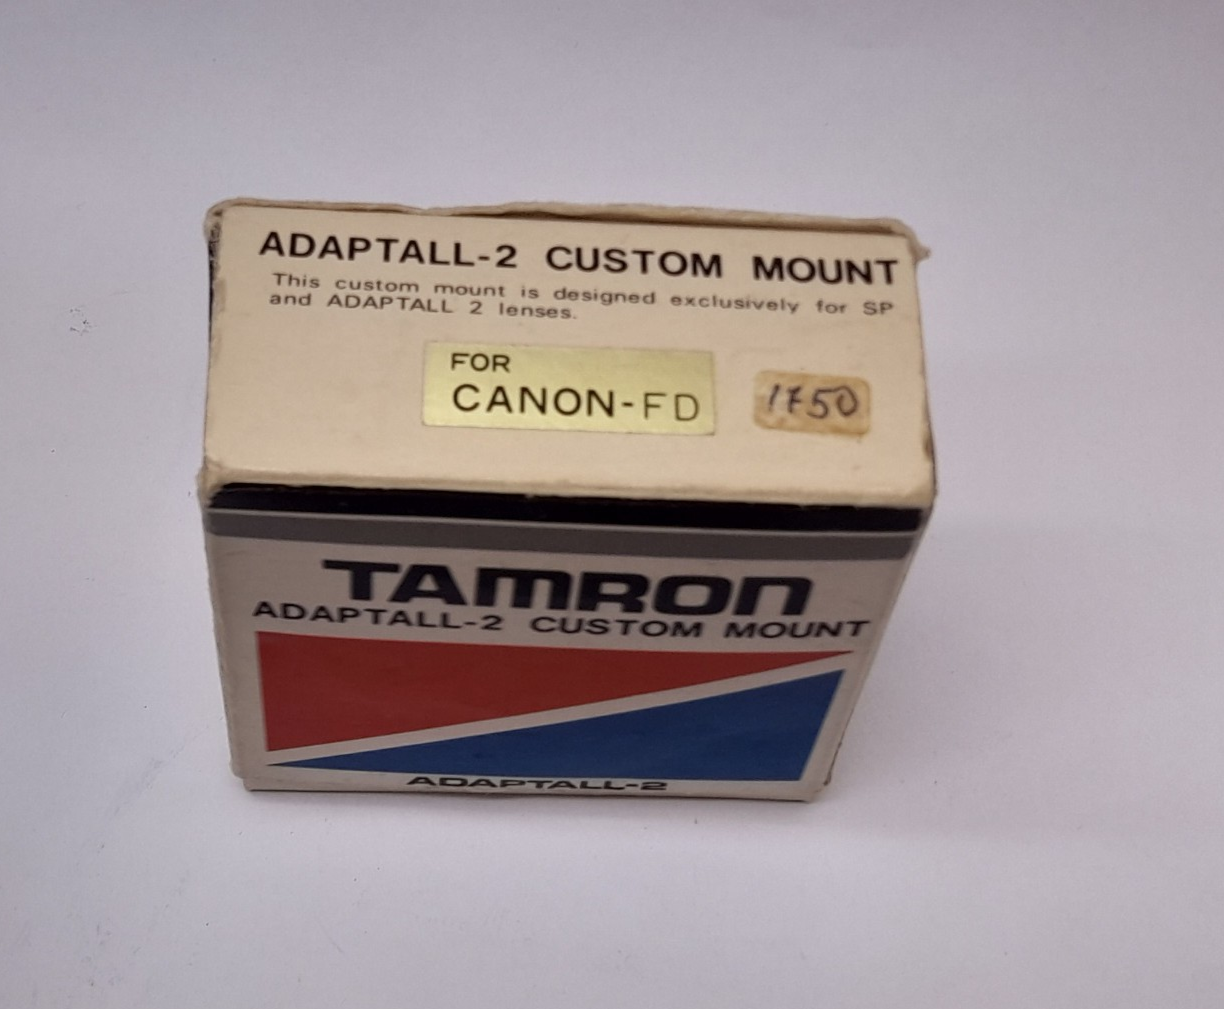 ADAPTALL-2 CUSTOM MOUNT
This custom mount is designed exclusively for SP
and ADAPTALL 2 lenses.
FOR
CANON-FD
1750
TAMRON
ADAPTALL-2 CUSTOM MOUNT
ADAPTALL-2